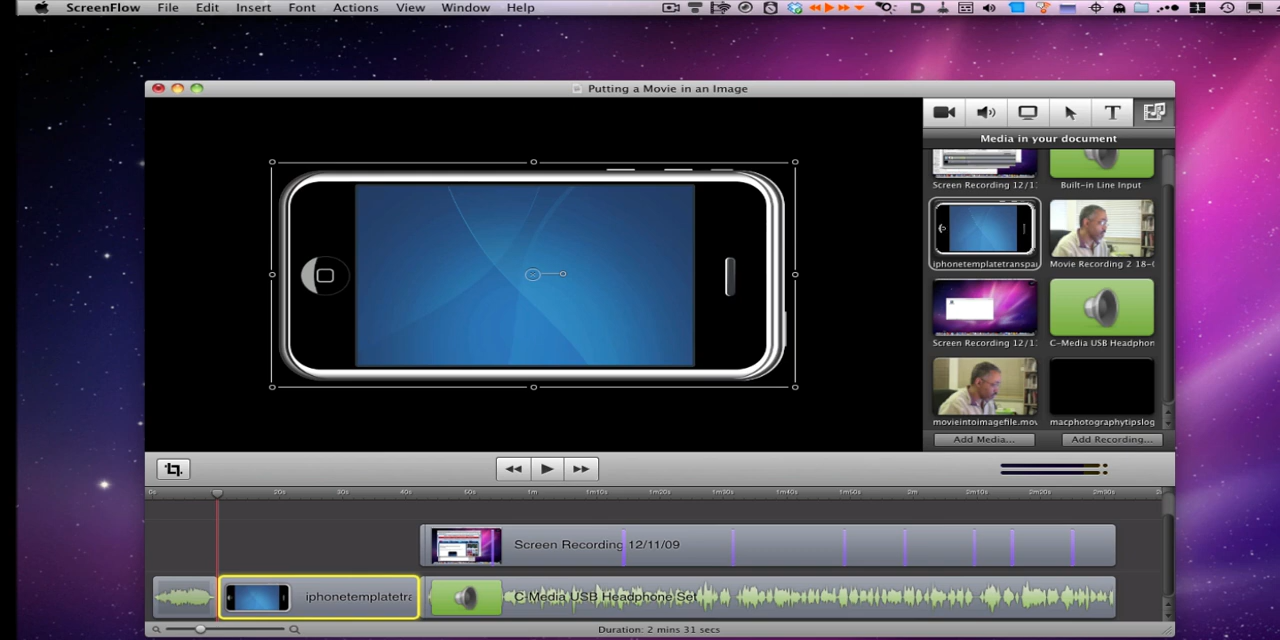 ScreenFlow File Edit Insert Font Actions View Window Help
Putting a Movie in an Image
T
Media in your document
Screen Recording 12/1
Built-in Line Input
iphonetemplatetranspa
Movie Recording 2 18-
Screen Recording 12/1
C-Media USB Headphon
movieintoimagefile.mov
macphotographytipslog
Add Media...
Add Recording...
0s 20s 30s 40s 50s 1m 1m10s 1m20s 1m30s 1m40s 1m50s 2m 2m10s 2m20s 2m30s
Screen Recording 12/11/09
iphonetemplatetra
C-Media USB Headphone Set
Duration: 2 mins 31 secs